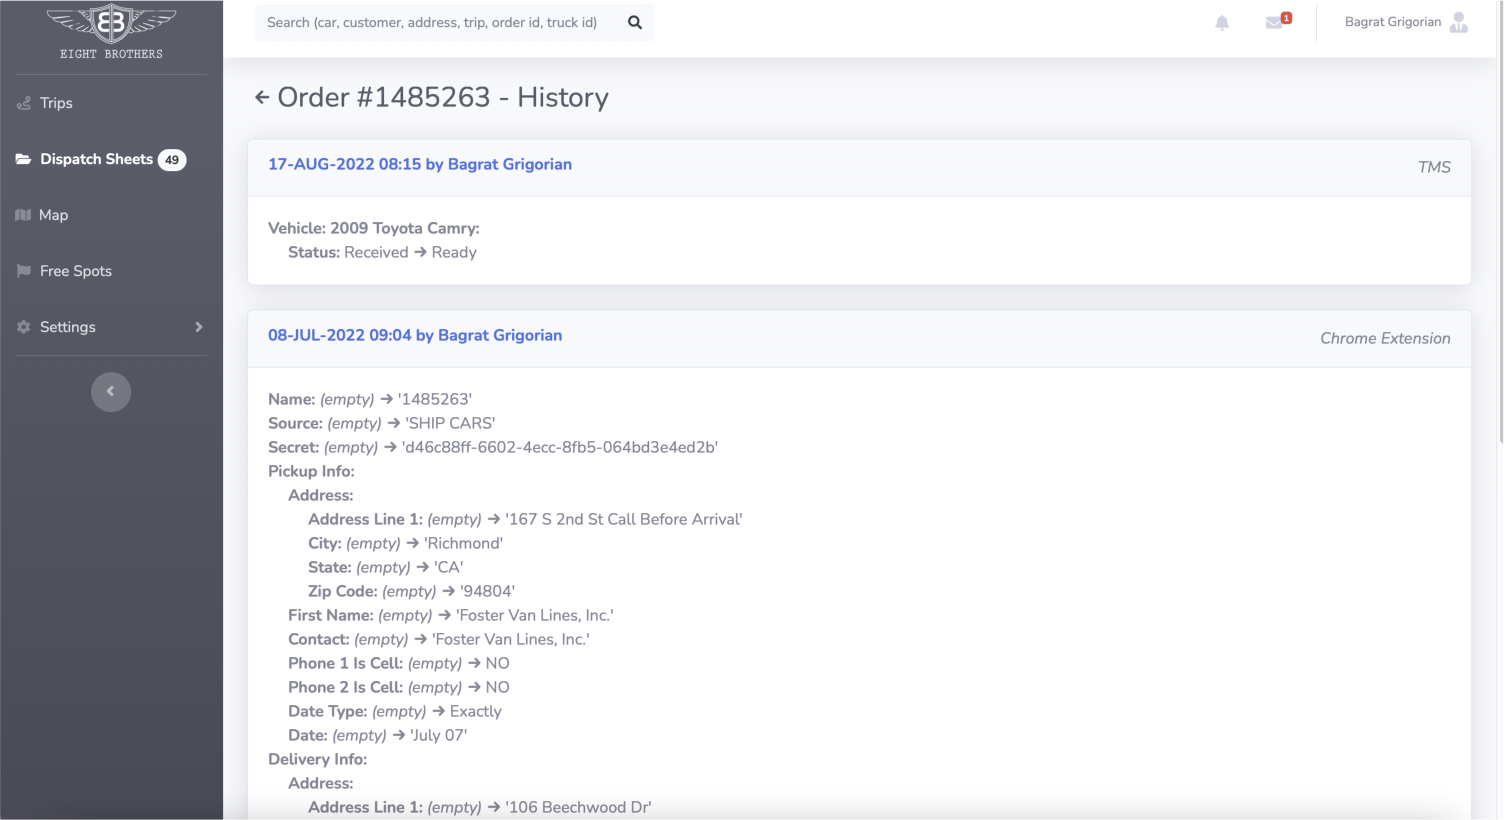 8B
EIGHT BROTHERS
Trips
Dispatch Sheets 49
Map
Free Spots
Settings
Search (car, customer, address, trip, order id, truck id)
1
Bagrat Grigorian
← Order #1485263 - History
17-AUG-2022 08:15 by Bagrat Grigorian
TMS
Vehicle: 2009 Toyota Camry:
Status: Received → Ready
08-JUL-2022 09:04 by Bagrat Grigorian
Chrome Extension
Name: (empty) → '1485263'
Source: (empty) → 'SHIP CARS'
Secret: (empty) → 'd46c88ff-6602-4ecc-8fb5-064bd3e4ed2b'
Pickup Info:
Address:
Address Line 1: (empty) → '167 S 2nd St Call Before Arrival'
City: (empty) → 'Richmond'
State: (empty) → 'CA'
Zip Code: (empty) → '94804'
First Name: (empty) → 'Foster Van Lines, Inc.'
Contact: (empty) → 'Foster Van Lines, Inc.'
Phone 1 Is Cell: (empty) → NO
Phone 2 Is Cell: (empty) → NO
Date Type: (empty) → Exactly
Date: (empty) → 'July 07'
Delivery Info:
Address:
Address Line 1: (empty) → '106 Beechwood Dr'